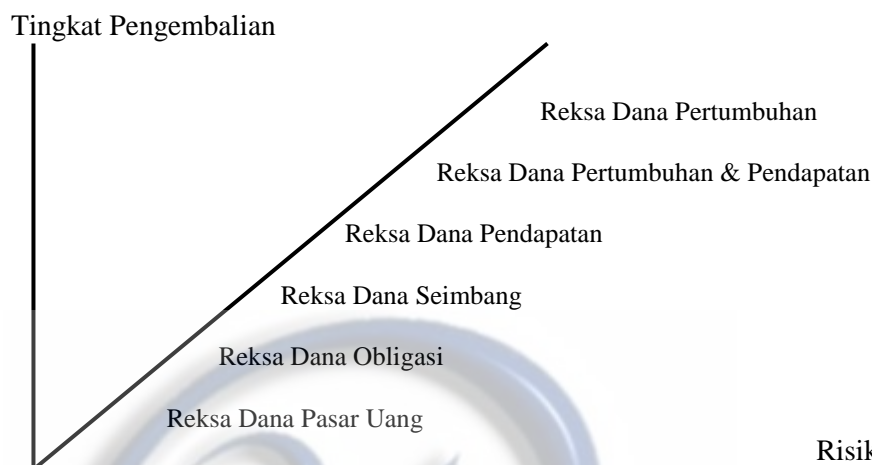 Tingkat Pengembalian
Reksa Dana Pertumbuhan
Reksa Dana Pertumbuhan & Pendapatan
Reksa Dana Pendapatan
Reksa Dana Seimbang
Reksa Dana Obligasi
Reksa Dana Pasar Uang
Risik